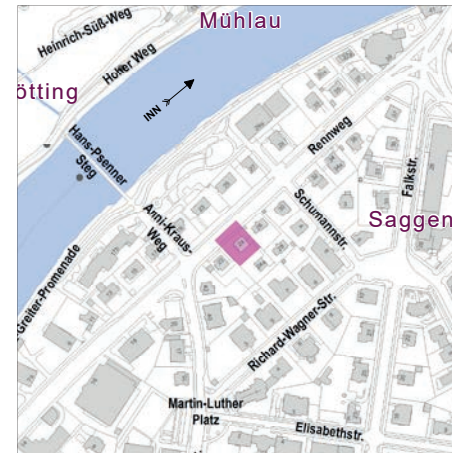 Mühlau
Heinrich-Süß-Weg
Hoher Weg
ötting
INN
Hans-Psenner
Steg
Rennweg
Falkstr.
Anni-Kraus-
Weg
Schumannstr.
Saggen
Greiter-Promenade
Richard-Wagner-Str.
Martin-Luther
Platz
Elisabethstr.